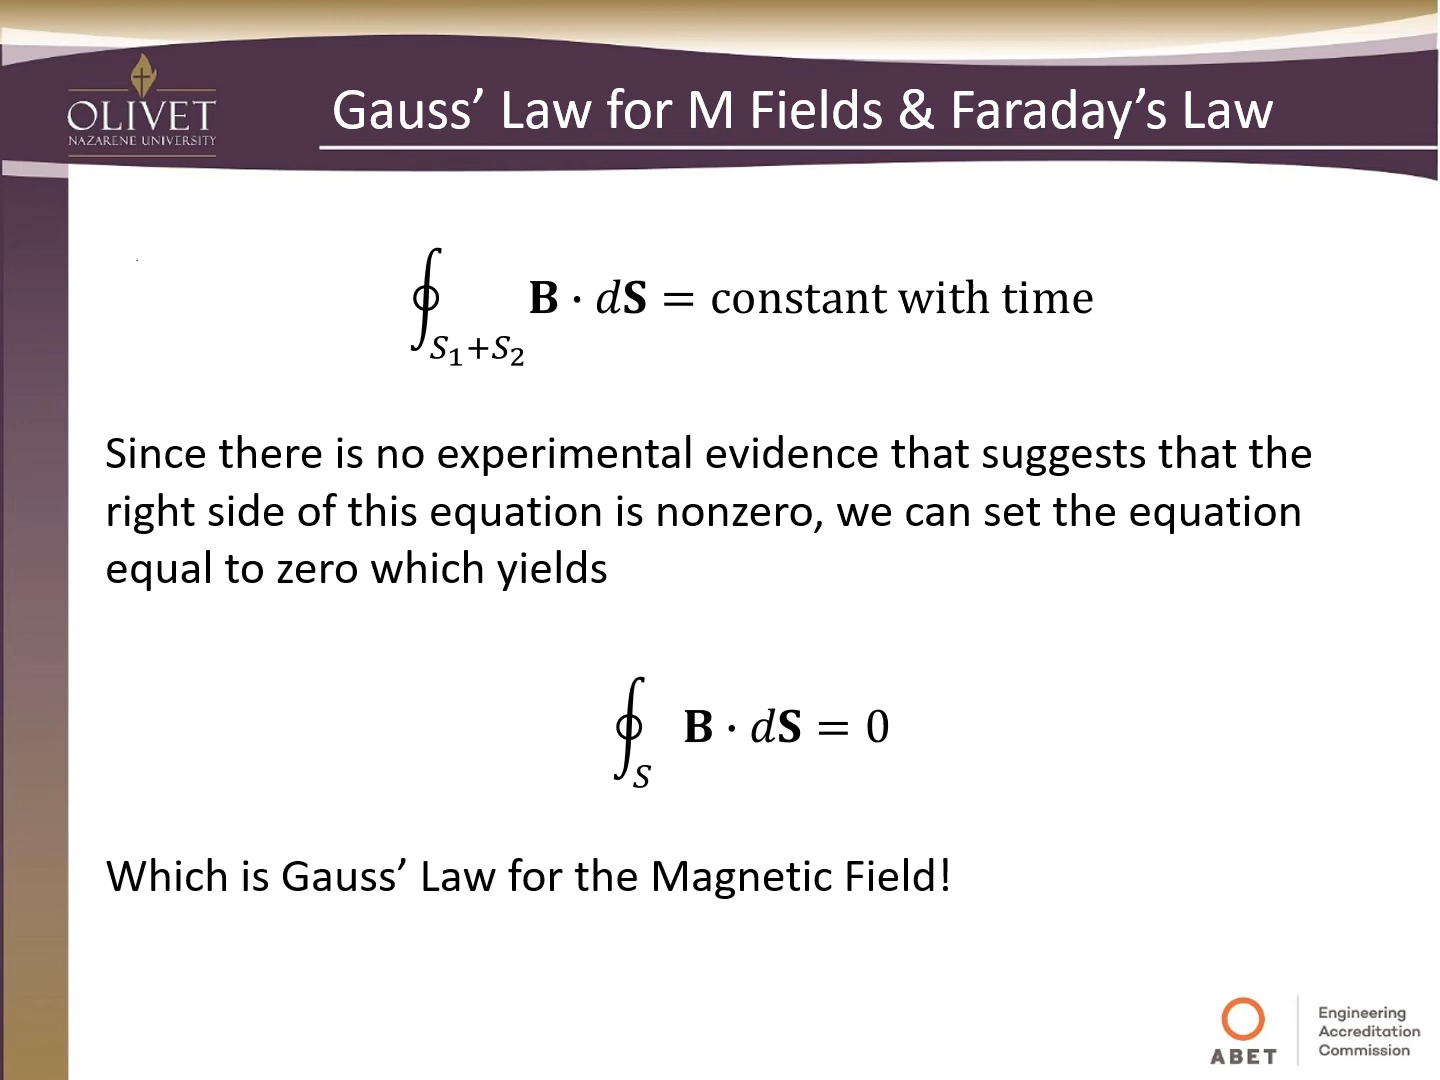 OLIVET
NAZARENE UNIVERSITY
Gauss’ Law for M Fields & Faraday’s Law
∮_{S₁+S₂} 𝐁 · d𝐒 = constant with time
Since there is no experimental evidence that suggests that the
right side of this equation is nonzero, we can set the equation
equal to zero which yields
∮_S 𝐁 · d𝐒 = 0
Which is Gauss’ Law for the Magnetic Field!
ABET
Engineering
Accreditation
Commission